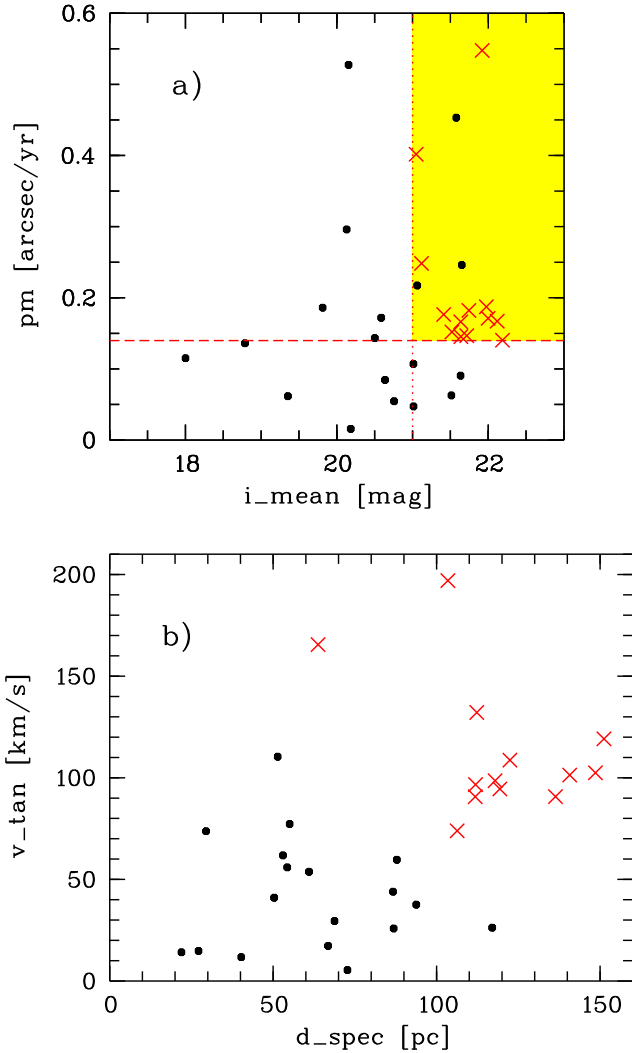 0.6
a)
0.4
pm [arcsec/yr]
0.2
0
18 20 22
i_mean [mag]
200
b)
150
v_tan [km/s]
100
50
0
0 50 100 150
d_spec [pc]